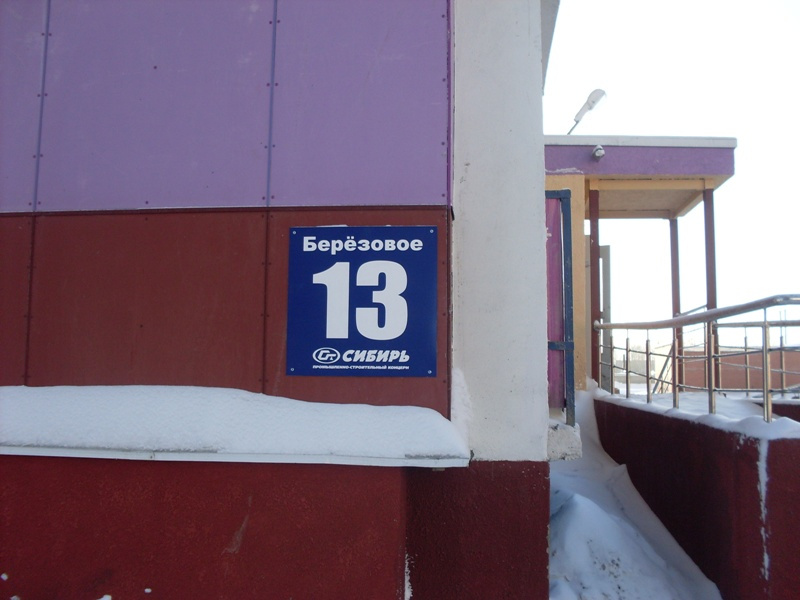 Берёзовое
13
СИБИРЬ
ПРОМЫШЛЕННО-СТРОИТЕЛЬНЫЙ КОНЦЕРН